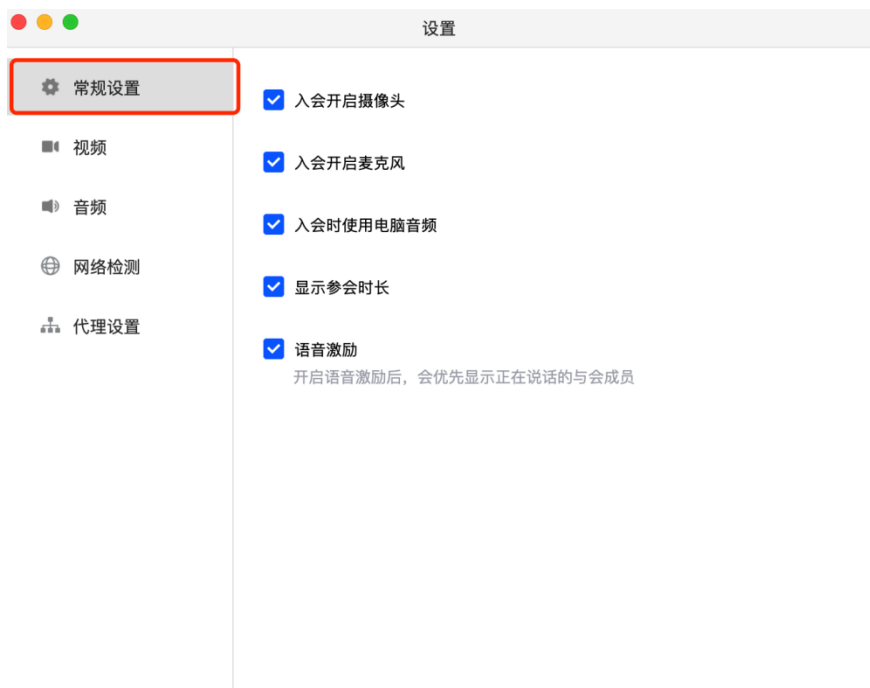 设置
常规设置
视频
音频
网络检测
代理设置
入会开启摄像头
入会开启麦克风
入会时使用电脑音频
显示参会时长
语音激励
开启语音激励后，会优先显示正在说话的与会成员